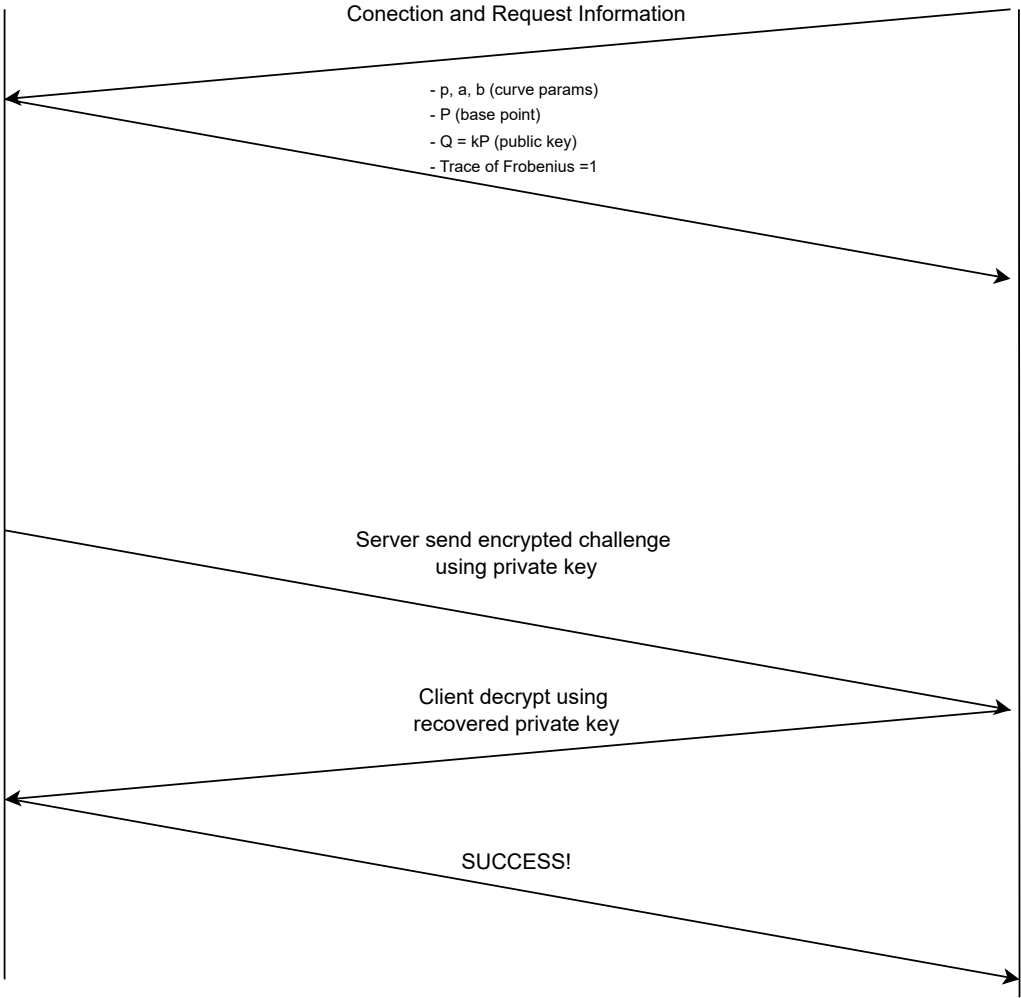 Conection and Request Information
- p, a, b (curve params)
- P (base point)
- Q = kP (public key)
- Trace of Frobenius =1
Server send encrypted challenge
using private key
Client decrypt using
recovered private key
SUCCESS!